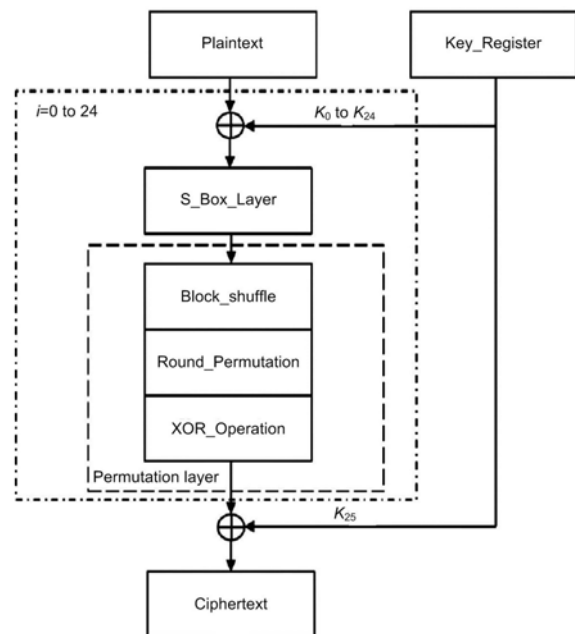 Plaintext
Key_Register
i=0 to 24
K0 to K24
S_Box_Layer
Block_shuffle
Round_Permutation
XOR_Operation
Permutation layer
K25
Ciphertext